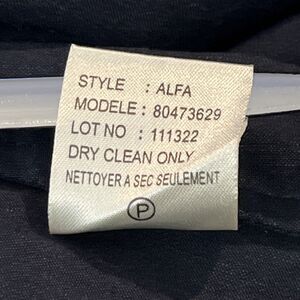 STYLE : ALFA
MODELE : 80473629
LOT NO : 111322
DRY CLEAN ONLY
NETTOYER A SEC SEULEMENT
P